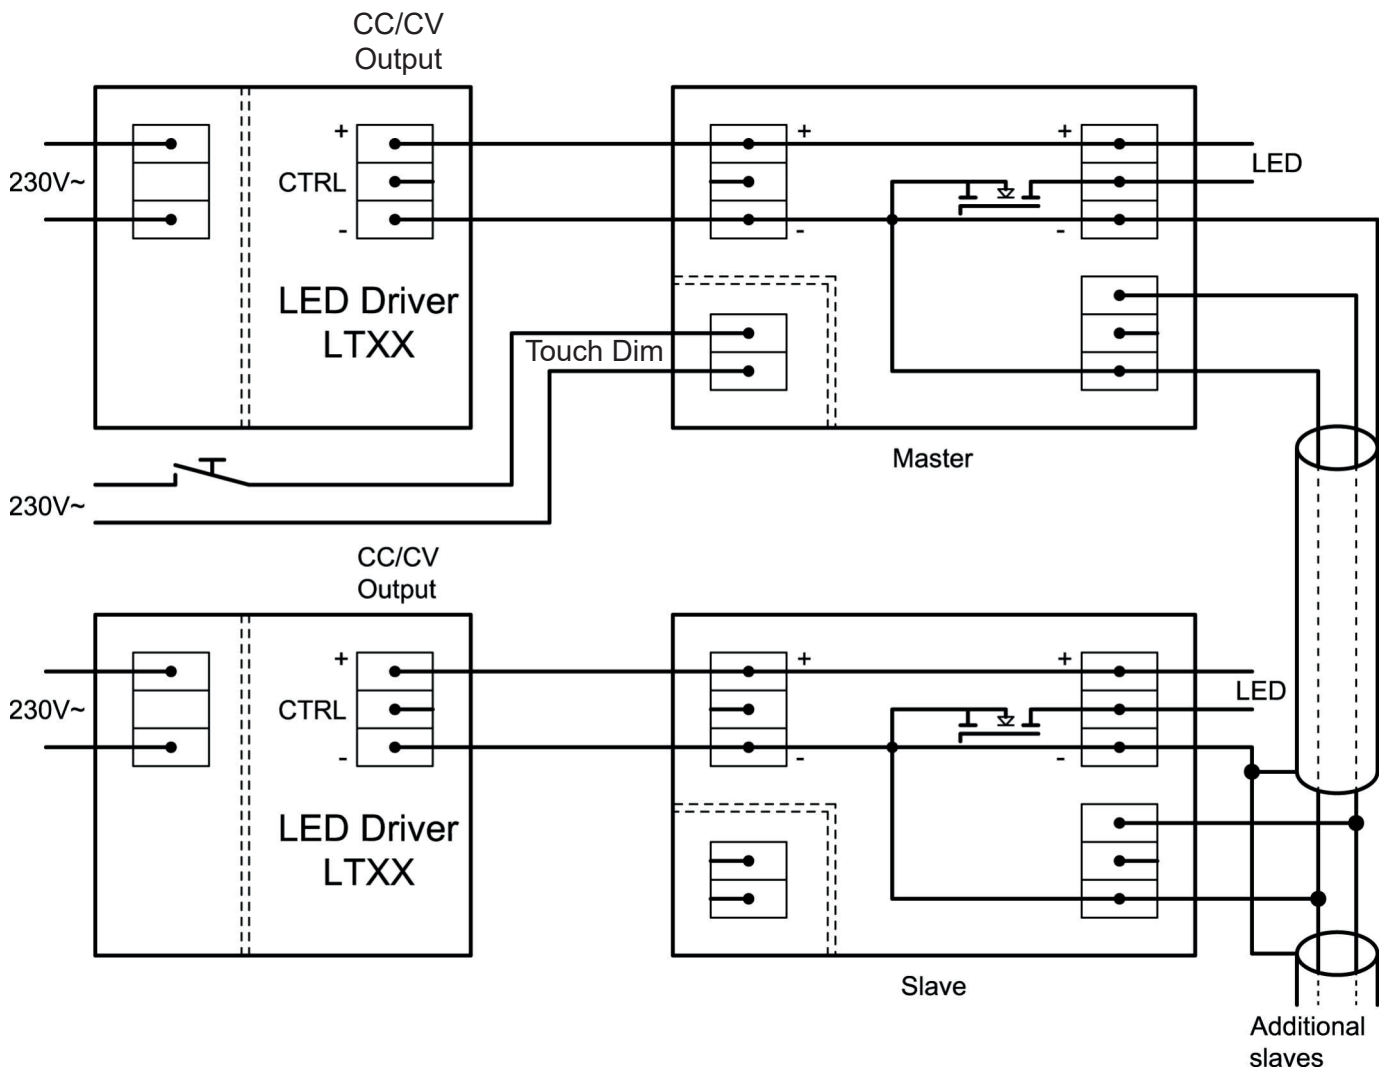 CC/CV
Output
+
+
+
230V~
CTRL
LED
-
-
-
LED Driver
LTXX
Touch Dim
Master
230V~
CC/CV
Output
+
+
+
230V~
CTRL
LED
-
-
-
LED Driver
LTXX
Slave
Additional
slaves